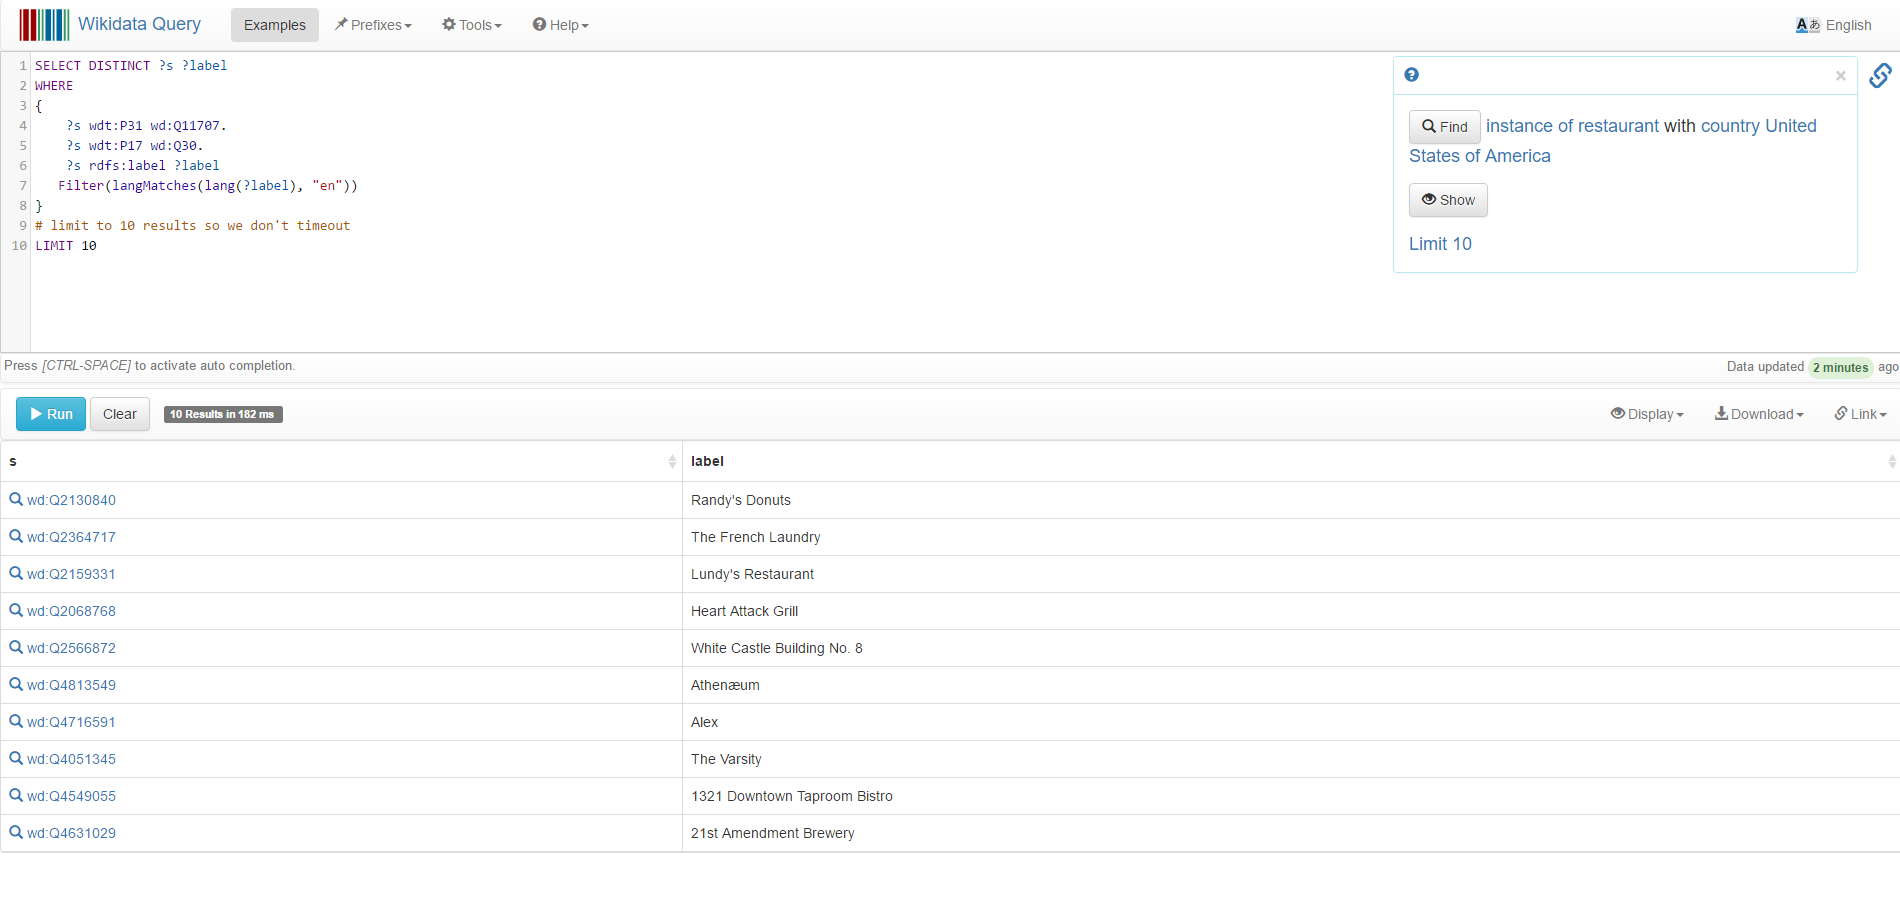 Wikidata Query Examples Prefixes Tools Help English
1 SELECT DISTINCT ?s ?label
2 WHERE
3 {
4 ?s wdt:P31 wd:Q11707.
5 ?s wdt:P17 wd:Q30.
6 ?s rdfs:label ?label
7 Filter(langMatches(lang(?label), "en"))
8 }
9 # limit to 10 results so we don't timeout
10 LIMIT 10
×
Find instance of restaurant with country United
States of America
Show
Limit 10
Press [CTRL-SPACE] to activate auto completion.
Data updated 2 minutes ago
Run Clear 10 Results in 182 ms Display Download Link
s label
wd:Q2130840 Randy's Donuts
wd:Q2364717 The French Laundry
wd:Q2159331 Lundy's Restaurant
wd:Q2068768 Heart Attack Grill
wd:Q2566872 White Castle Building No. 8
wd:Q4813549 Athenæum
wd:Q4716591 Alex
wd:Q4051345 The Varsity
wd:Q4549055 1321 Downtown Taproom Bistro
wd:Q4631029 21st Amendment Brewery